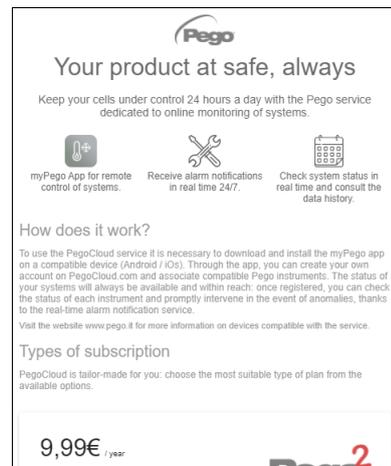 Pego
Your product at safe, always
Keep your cells under control 24 hours a day with the Pego service
dedicated to online monitoring of systems.
myPego App for remote
control of systems.
Receive alarm notifications
in real time 24/7.
Check system status in
real time and consult the
data history.
How does it work?
To use the PegoCloud service it is necessary to download and install the myPego app
on a compatible device (Android / iOs). Through the app, you can create your own
account on PegoCloud.com and associate compatible Pego instruments. The status of
your systems will always be available and within reach: once registered, you can check
the status of each instrument and promptly intervene in the event of anomalies, thanks
to the real-time alarm notification service.
Visit the website www.pego.it for more information on devices compatible with the service.
Types of subscription
PegoCloud is tailor-made for you: choose the most suitable type of plan from the
available options.
9,99€ / year
Pego 2